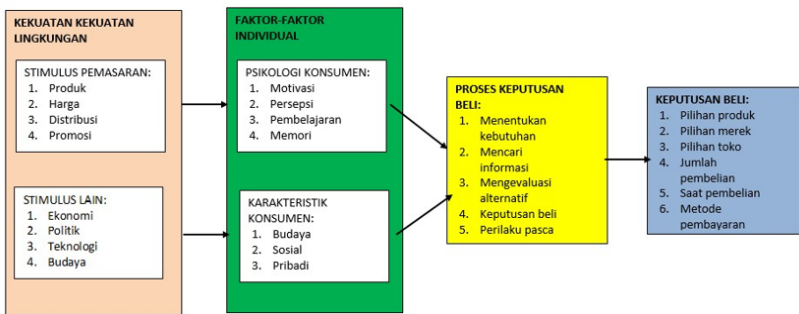 KEKUATAN KEKUATAN
LINGKUNGAN
STIMULUS PEMASARAN:
1. Produk
2. Harga
3. Distribusi
4. Promosi
STIMULUS LAIN:
1. Ekonomi
2. Politik
3. Teknologi
4. Budaya
FAKTOR-FAKTOR
INDIVIDUAL
PSIKOLOGI KONSUMEN:
1. Motivasi
2. Persepsi
3. Pembelajaran
4. Memori
KARAKTERISTIK
KONSUMEN:
1. Budaya
2. Sosial
3. Pribadi
PROSES KEPUTUSAN
BELI:
1. Menentukan
kebutuhan
2. Mencari
informasi
3. Mengevaluasi
alternatif
4. Keputusan beli
5. Perilaku pasca
KEPUTUSAN BELI:
1. Pilihan produk
2. Pilihan merek
3. Pilihan toko
4. Jumlah
pembelian
5. Saat pembelian
6. Metode
pembayaran